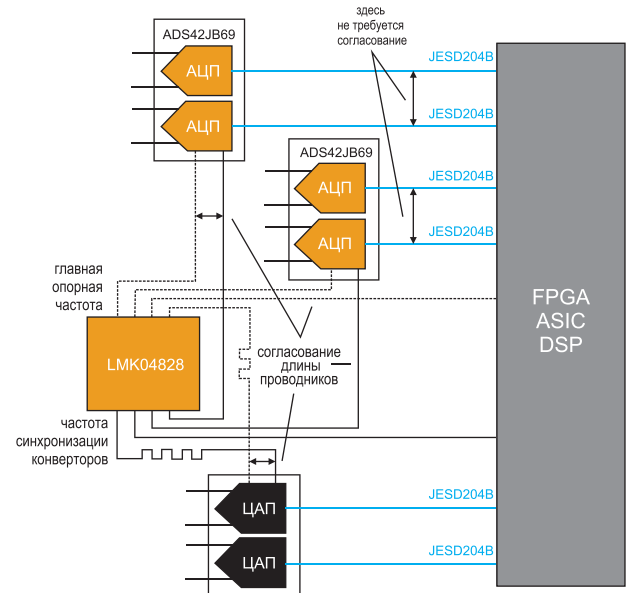 здесь
не требуется
согласование
ADS42JB69
АЦП
JESD204B
АЦП
JESD204B
ADS42JB69
АЦП
JESD204B
АЦП
JESD204B
главная
опорная
частота
FPGA
ASIC
DSP
LMK04828
согласование
длины
проводников
частота
синхронизации
конверторов
ЦАП
JESD204B
ЦАП
JESD204B